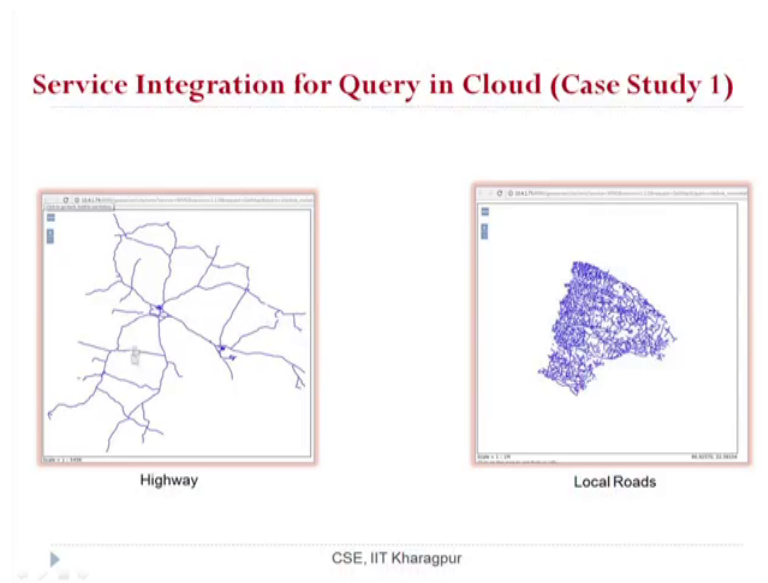 Service Integration for Query in Cloud (Case Study 1)
Highway
Local Roads
CSE, IIT Kharagpur